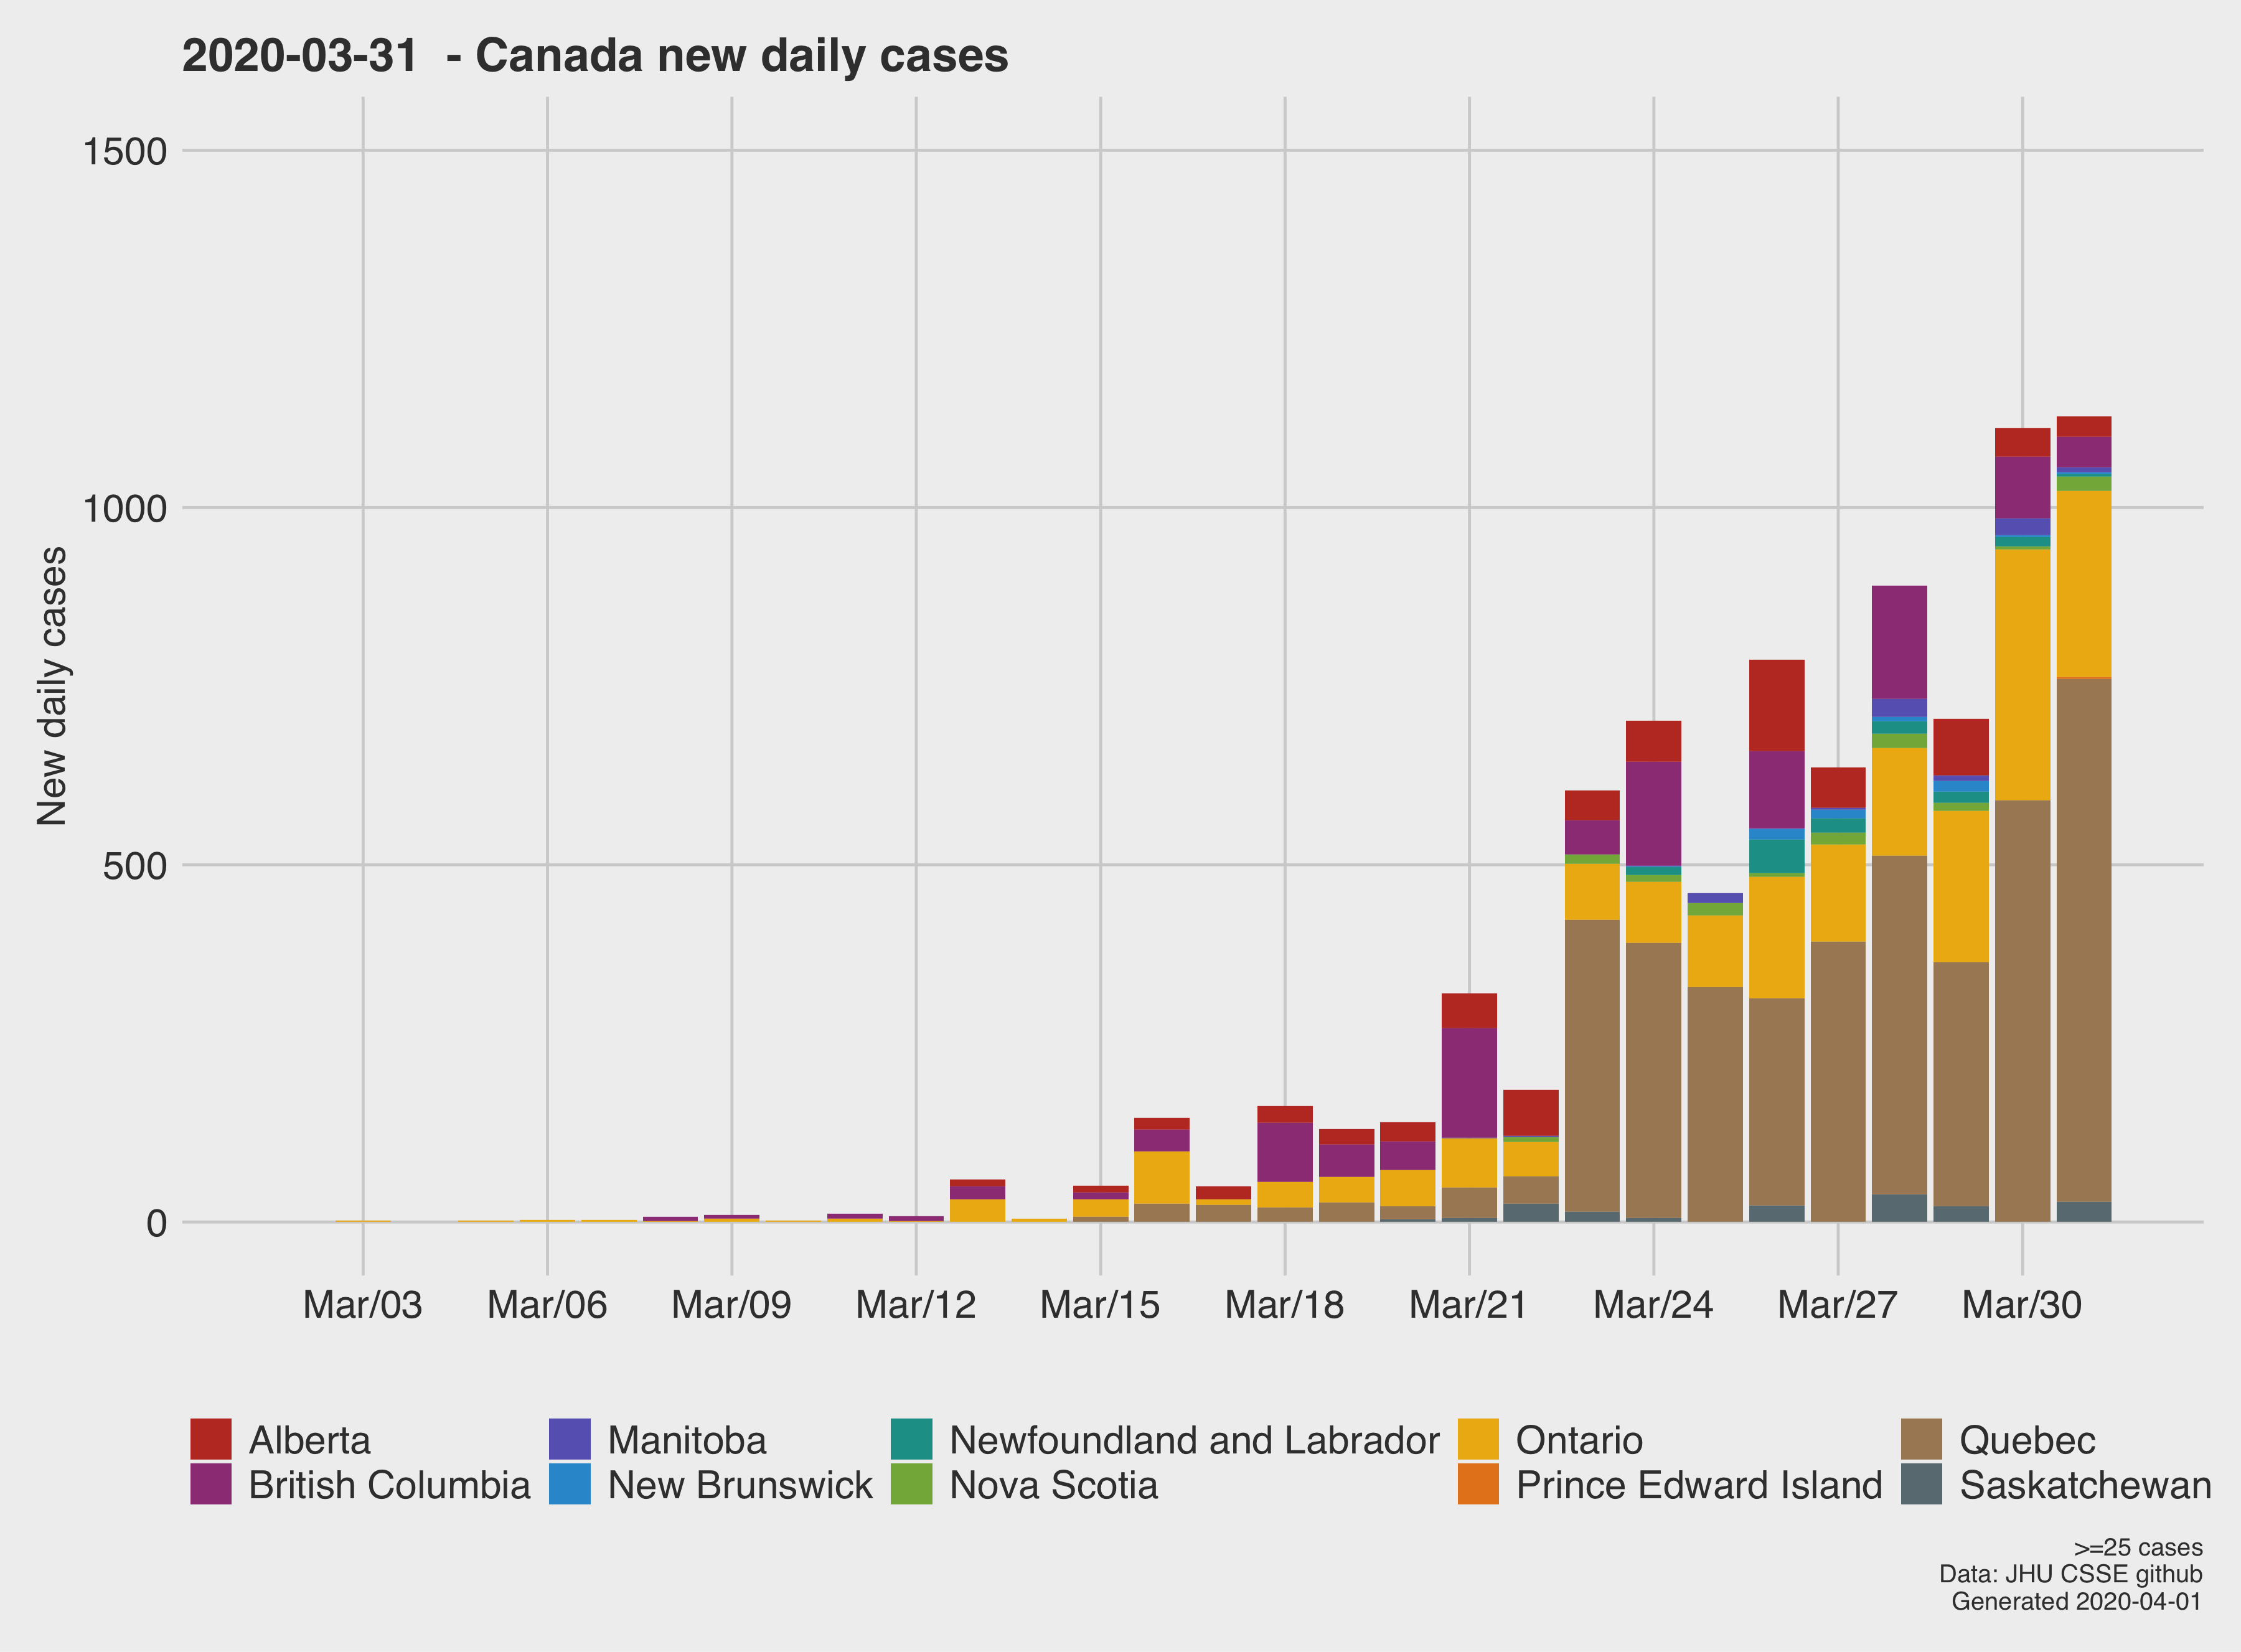 2020-03-31  - Canada new daily cases
1500
1000
500
0
New daily cases
Mar/03 Mar/06 Mar/09 Mar/12 Mar/15 Mar/18 Mar/21 Mar/24 Mar/27 Mar/30
Alberta Manitoba Newfoundland and Labrador Ontario Quebec
British Columbia New Brunswick Nova Scotia Prince Edward Island Saskatchewan
>=25 cases
Data: JHU CSSE github
Generated 2020-04-01